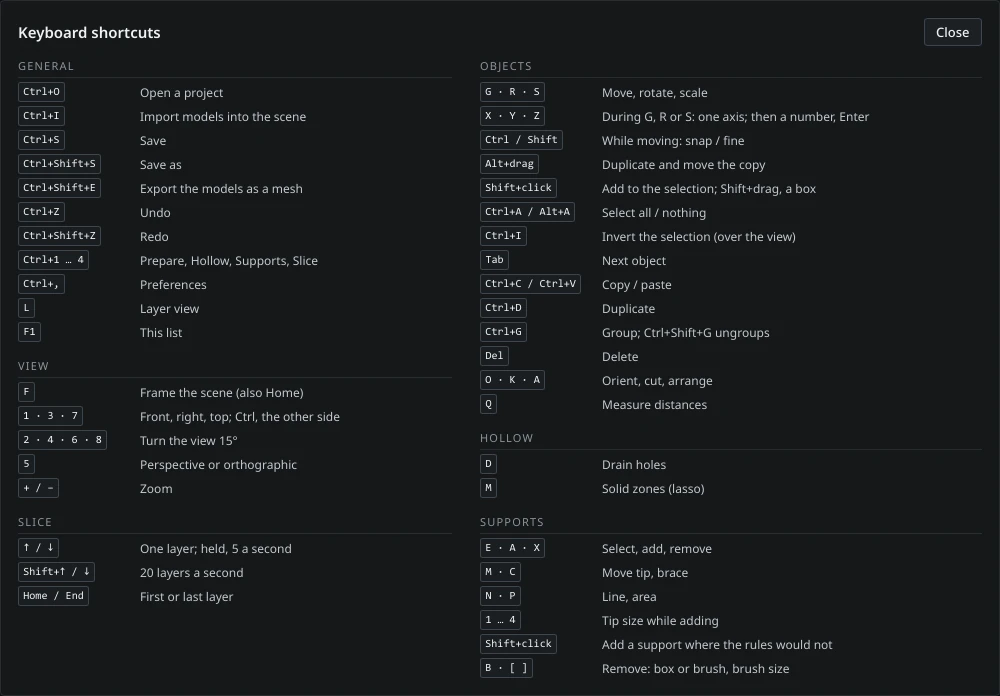 Keyboard shortcuts
Close
GENERAL
Ctrl+O Open a project
Ctrl+I Import models into the scene
Ctrl+S Save
Ctrl+Shift+S Save as
Ctrl+Shift+E Export the models as a mesh
Ctrl+Z Undo
Ctrl+Shift+Z Redo
Ctrl+1 … 4 Prepare, Hollow, Supports, Slice
Ctrl+, Preferences
L Layer view
F1 This list
VIEW
F Frame the scene (also Home)
1 · 3 · 7 Front, right, top; Ctrl, the other side
2 · 4 · 6 · 8 Turn the view 15°
5 Perspective or orthographic
+ / − Zoom
SLICE
↑ / ↓ One layer; held, 5 a second
Shift+↑ / ↓ 20 layers a second
Home / End First or last layer
OBJECTS
G · R · S Move, rotate, scale
X · Y · Z During G, R or S: one axis; then a number, Enter
Ctrl / Shift While moving: snap / fine
Alt+drag Duplicate and move the copy
Shift+click Add to the selection; Shift+drag, a box
Ctrl+A / Alt+A Select all / nothing
Ctrl+I Invert the selection (over the view)
Tab Next object
Ctrl+C / Ctrl+V Copy / paste
Ctrl+D Duplicate
Ctrl+G Group; Ctrl+Shift+G ungroups
Del Delete
O · K · A Orient, cut, arrange
Q Measure distances
HOLLOW
D Drain holes
M Solid zones (lasso)
SUPPORTS
E · A · X Select, add, remove
M · C Move tip, brace
N · P Line, area
1 … 4 Tip size while adding
Shift+click Add a support where the rules would not
B · [ ] Remove: box or brush, brush size